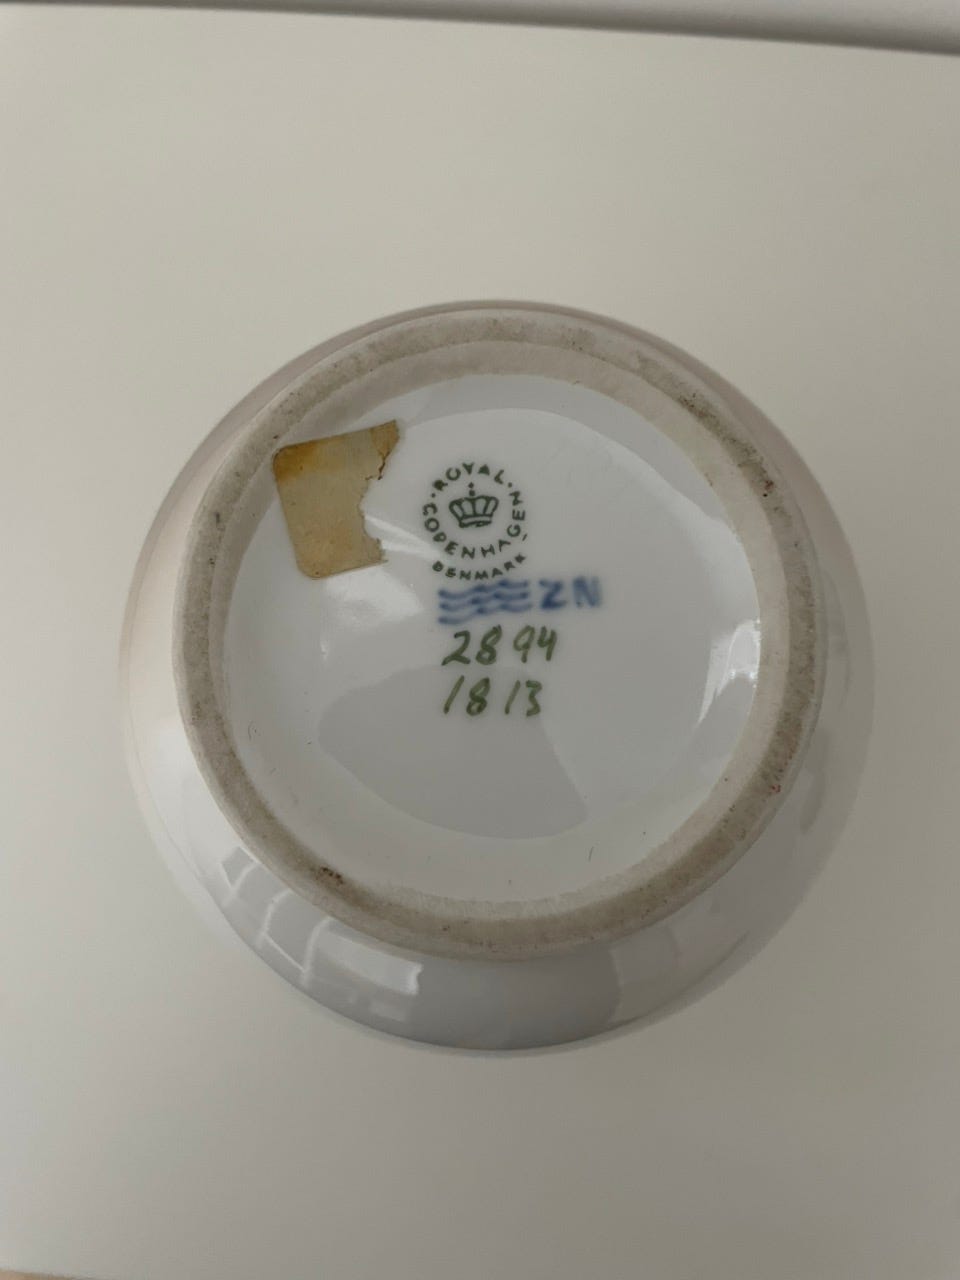 ROYAL
COPENHAGEN
DENMARK
ZN
2894
1813